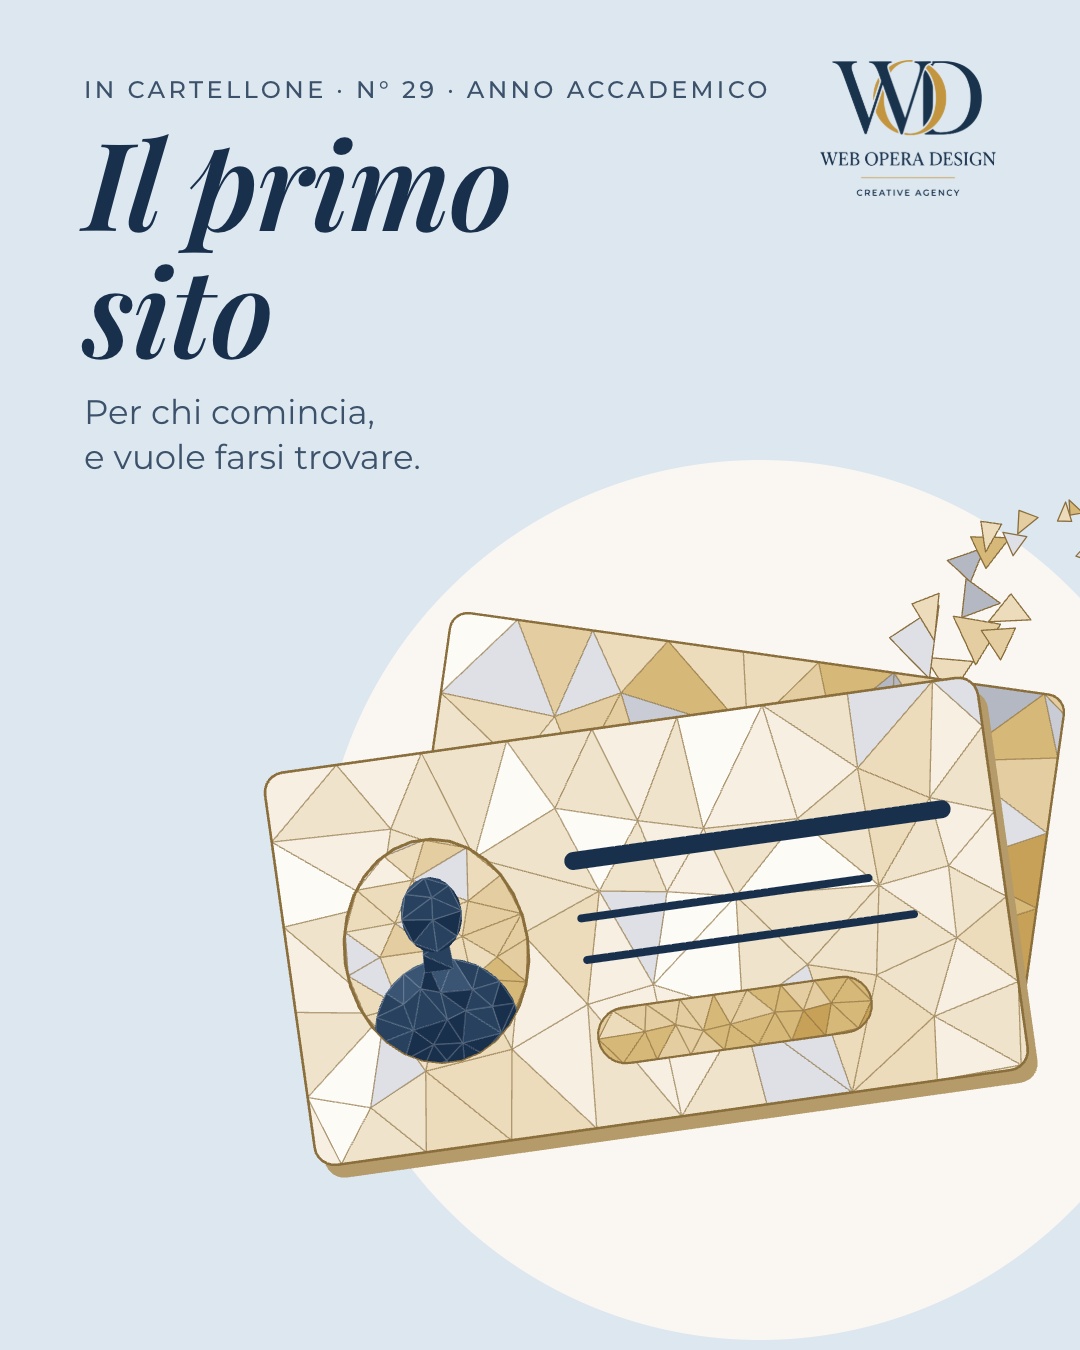 IN CARTELLONE · N° 29 · ANNO ACCADEMICO
WOD
WEB OPERA DESIGN
CREATIVE AGENCY
Il primo
sito
Per chi comincia,
e vuole farsi trovare.